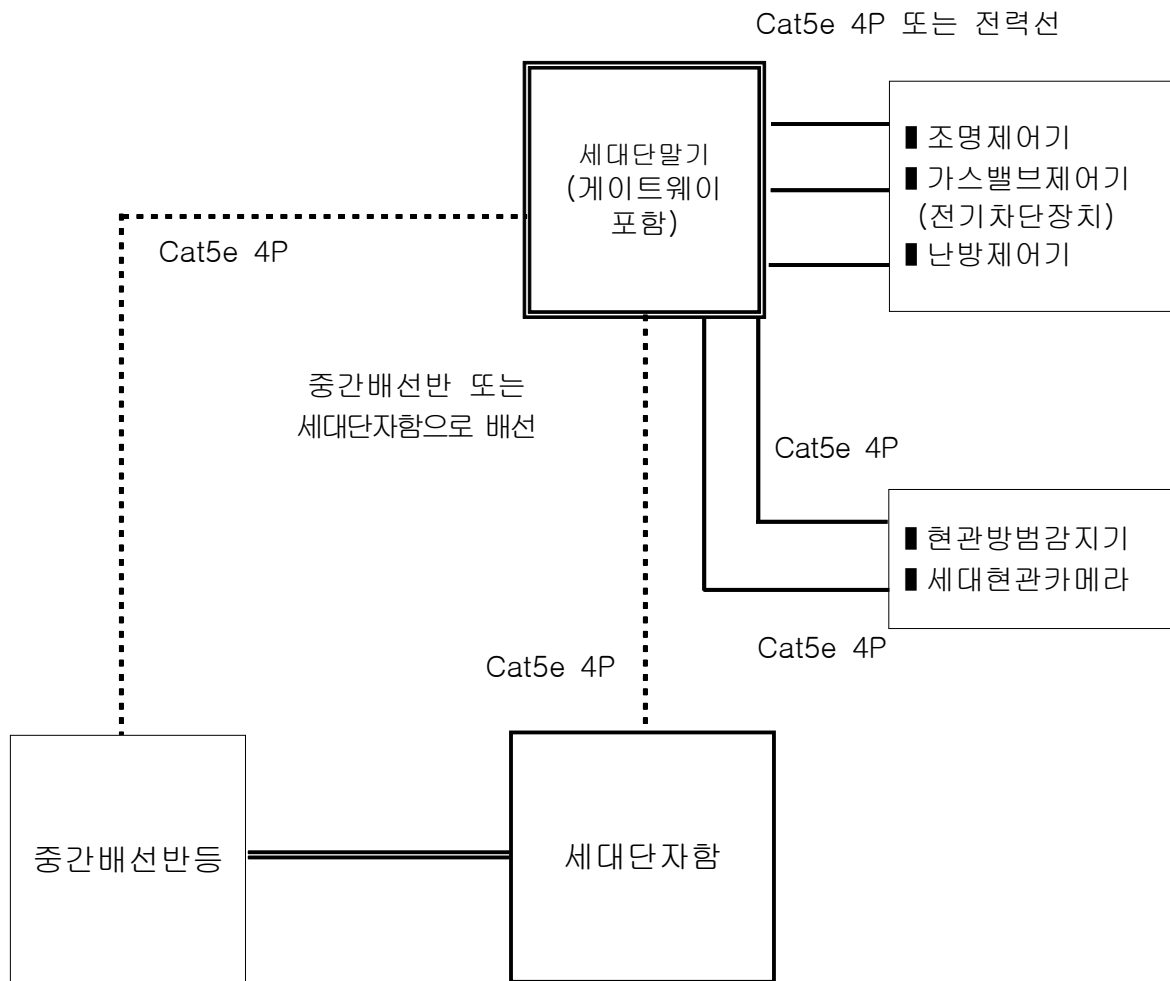 Cat5e 4P 또는 전력선
세대단말기
(게이트웨이
포함)
■ 조명제어기
■ 가스밸브제어기
(전기차단장치)
■ 난방제어기
Cat5e 4P
중간배선반 또는
세대단자함으로 배선
Cat5e 4P
■ 현관방범감지기
■ 세대현관카메라
Cat5e 4P
Cat5e 4P
중간배선반등
세대단자함